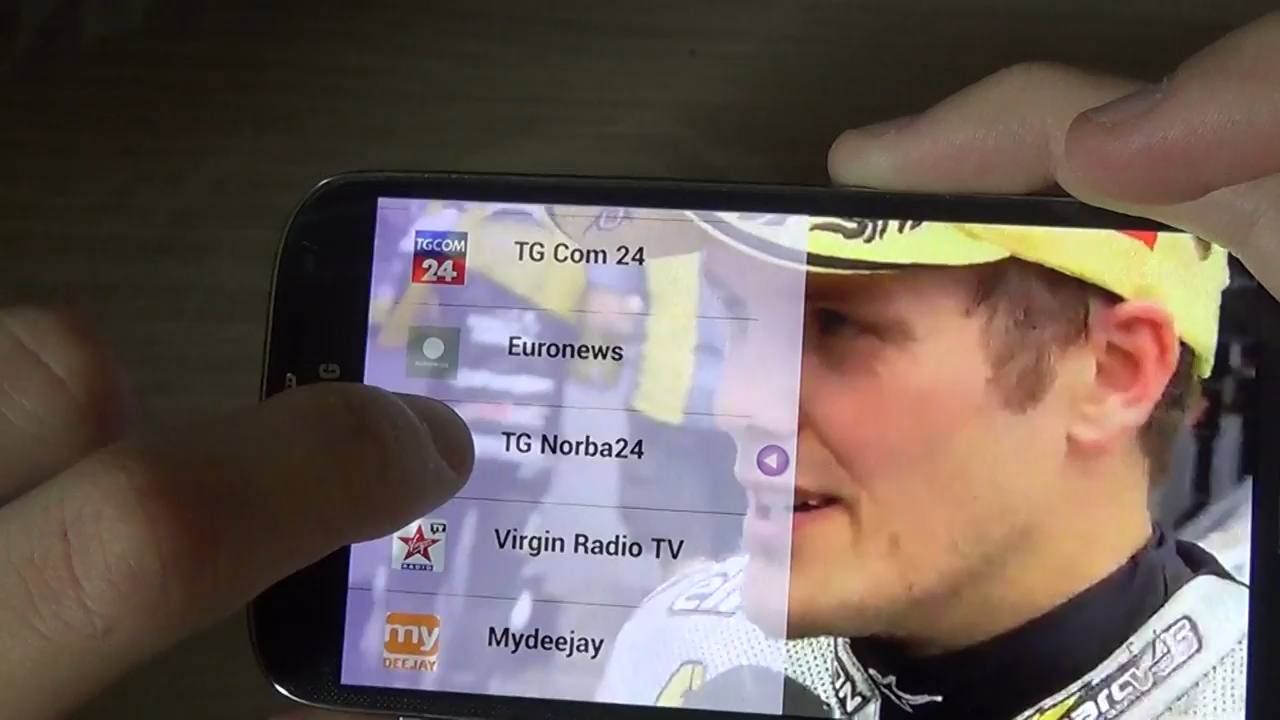 TGCOM
24
TG Com 24
Euronews
TG Norba24
TV
Virgin
RADIO
Virgin Radio TV
my
DEEJAY
Mydeejay